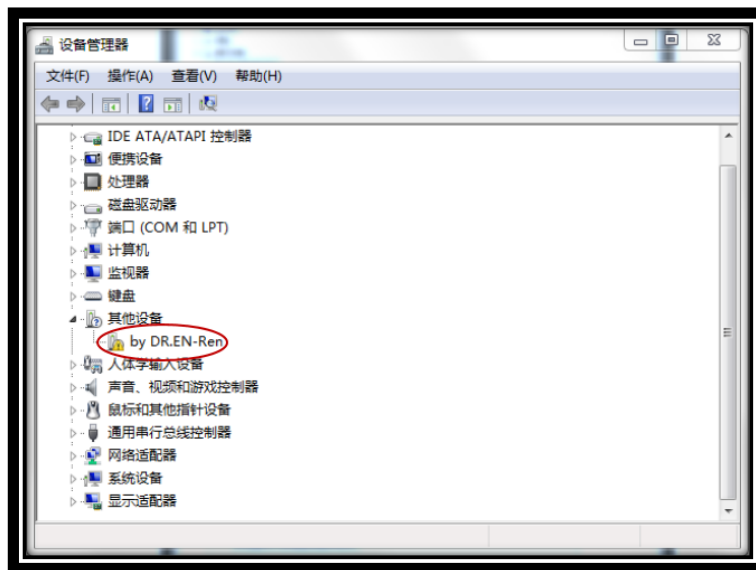 设备管理器
文件(F) 操作(A) 查看(V) 帮助(H)
IDE ATA/ATAPI 控制器
便携设备
处理器
磁盘驱动器
端口 (COM 和 LPT)
计算机
监视器
键盘
其他设备
by DR.EN-Ren
人体学输入设备
声音、视频和游戏控制器
鼠标和其他指针设备
通用串行总线控制器
网络适配器
系统设备
显示适配器